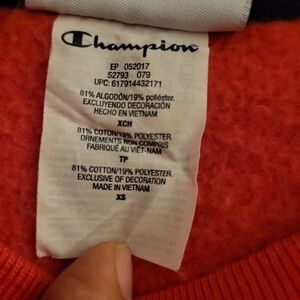 Champion
EP 052017
S2793 079
UPC: 617914432171
81% ALGODÓN/19% poliéster.
EXCLUYENDO DECORACIÓN
HECHO EN VIETNAM
XCH
81% COTON/19% POLYESTER.
ORNEMENTS NON COMPRIS
FABRIQUÉ AU VIÊT-NAM
TP
81% COTTON/19% POLYESTER.
EXCLUSIVE OF DECORATION
MADE IN VIETNAM
XS